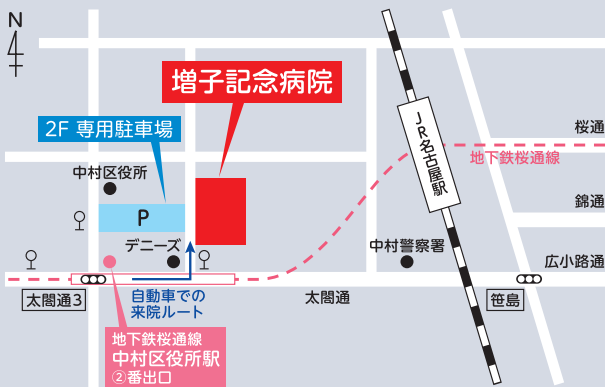 N
増子記念病院
2F 専用駐車場
中村区役所
P
デニーズ
JR名古屋駅
桜通
地下鉄桜通線
錦通
中村警察署
広小路通
太閤通3
自動車での
来院ルート
太閤通
笹島
地下鉄桜通線
中村区役所駅
②番出口